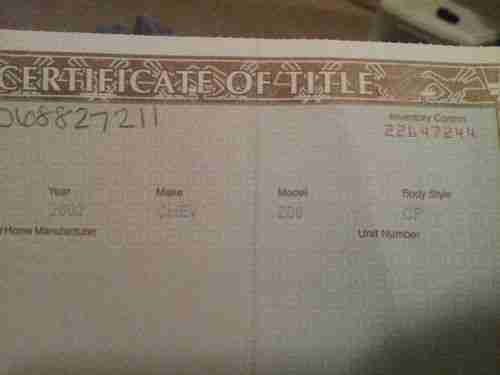 CERTIFICATE OF TITLE
068827211
Inventory Control
22647244
Year Make Model Body Style
2002 CHEV Z06 CP
Home Manufacturer Unit Number